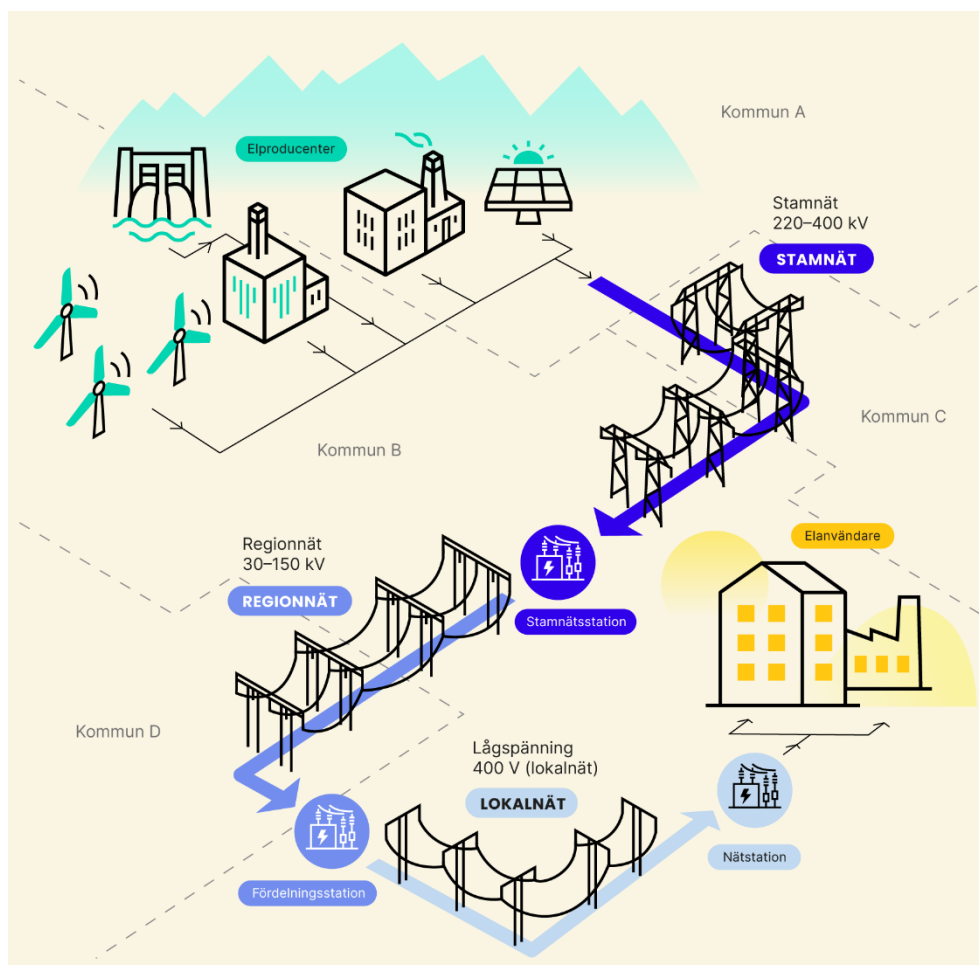 Kommun A
Elproducenter
Stamnät
220–400 kV
STAMNÄT
Kommun C
Kommun B
Elanvändare
Regionnät
30–150 kV
REGIONNÄT
Stamnätsstation
Kommun D
Lågspänning
400 V (lokalnät)
LOKALNÄT
Nätstation
Fördelningsstation